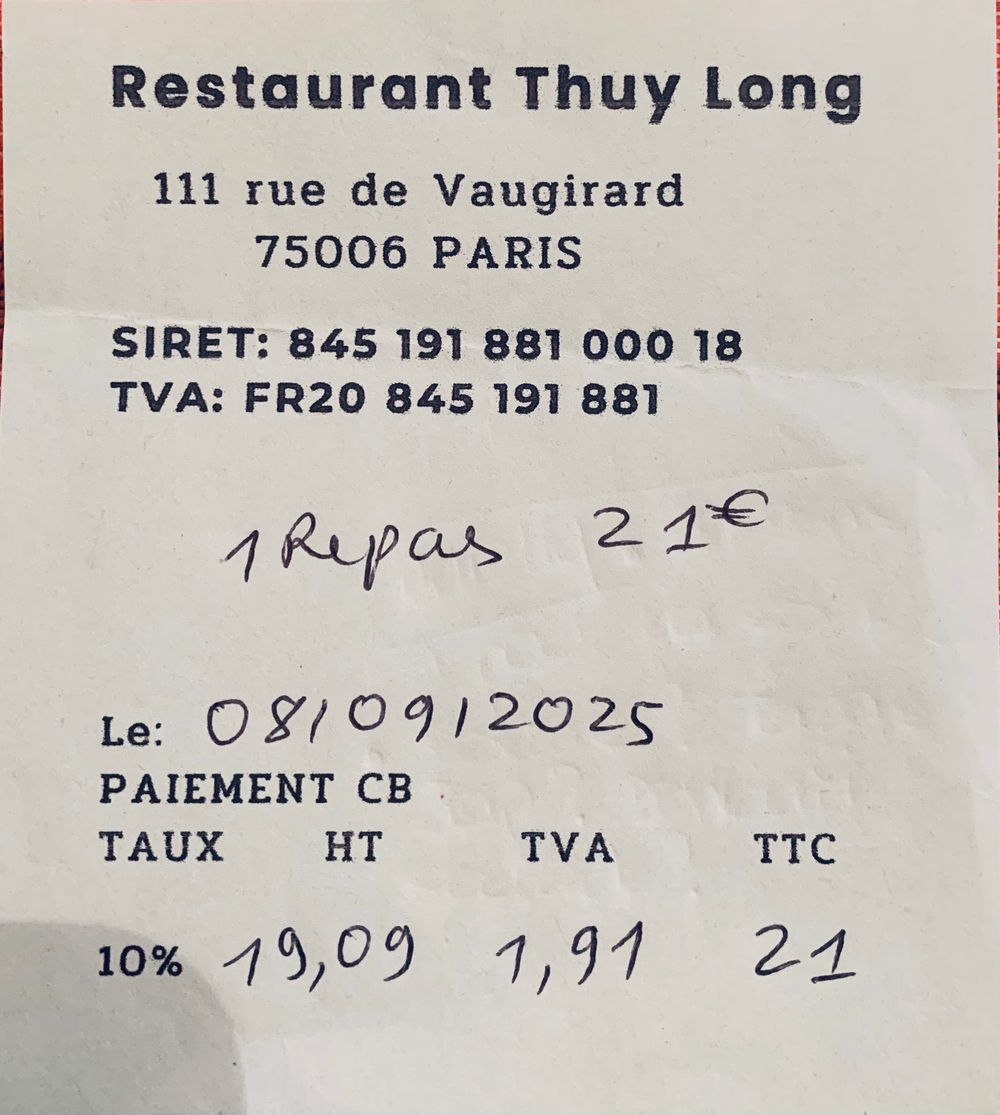 Restaurant Thuy Long
111 rue de Vaugirard
75006 PARIS
SIRET: 845 191 881 000 18
TVA: FR20 845 191 881
1 Repas 21€
Le: 08/09/2025
PAIEMENT CB
TAUX HT TVA TTC
10% 19,09 1,91 21